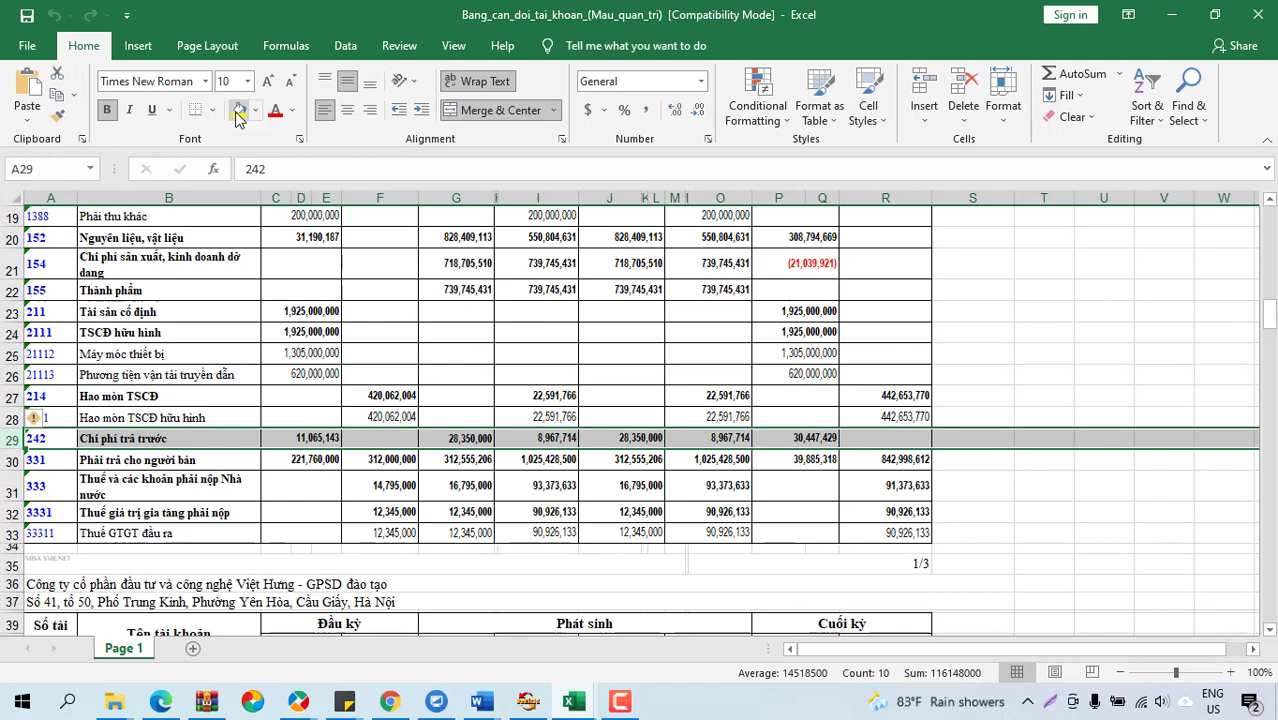 Bang_can_doi_tai_khoan_(Mau_quan_tri) [Compatibility Mode] - Excel
Sign in
File Home Insert Page Layout Formulas Data Review View Help Tell me what you want to do Share
Paste Times New Roman 10 Wrap Text General Conditional Formatting Format as Table Cell Styles Insert Delete Format AutoSum Sort & Filter Find & Select
B I U A Merge & Center $ % , Fill
Clear
Clipboard Font Alignment Number Styles Cells Editing
A29 fx 242
A B C D E F G I J K L M O P Q R S T U V W
19 1388 Phải thu khác 200,000,000 200,000,000 200,000,000
20 152 Nguyên liệu, vật liệu 31,190,187 828,409,113 550,804,631 828,409,113 550,804,631 308,794,669
21 154 Chi phí sản xuất, kinh doanh dở dang 718,705,510 739,745,431 718,705,510 739,745,431 (21,039,921)
22 155 Thành phẩm 739,745,431 739,745,431 739,745,431 739,745,431
23 211 Tài sản cố định 1,925,000,000 1,925,000,000
24 2111 TSCĐ hữu hình 1,925,000,000 1,925,000,000
25 21112 Máy móc thiết bị 1,305,000,000 1,305,000,000
26 21113 Phương tiện vận tải truyền dẫn 620,000,000 620,000,000
27 214 Hao mòn TSCĐ 420,062,004 22,591,766 22,591,766 442,653,770
28 1 Hao mòn TSCĐ hữu hình 420,062,004 22,591,766 22,591,766 442,653,770
29 242 Chi phí trả trước 11,065,143 28,350,000 8,967,714 28,350,000 8,967,714 30,447,429
30 331 Phải trả cho người bán 221,760,000 312,000,000 312,555,206 1,025,428,500 312,555,206 1,025,428,500 39,885,318 842,998,612
31 333 Thuế và các khoản phải nộp Nhà nước 14,795,000 16,795,000 93,373,633 16,795,000 93,373,633 91,373,633
32 3331 Thuế giá trị gia tăng phải nộp 12,345,000 12,345,000 90,926,133 12,345,000 90,926,133 90,926,133
33 33311 Thuế GTGT đầu ra 12,345,000 12,345,000 90,926,133 12,345,000 90,926,133 90,926,133
34
35 MISA SME.NET 1/3
36 Công ty cổ phần đầu tư và công nghệ Việt Hưng - GPSD đào tạo
37 Số 41, tổ 50, Phố Trung Kính, Phường Yên Hòa, Cầu Giấy, Hà Nội
39 Số tài Tên tài khoản Đầu kỳ Phát sinh Cuối kỳ
Page 1
Average: 14518500 Count: 10 Sum: 116148000 100%
83°F Rain showers ENG
US 2